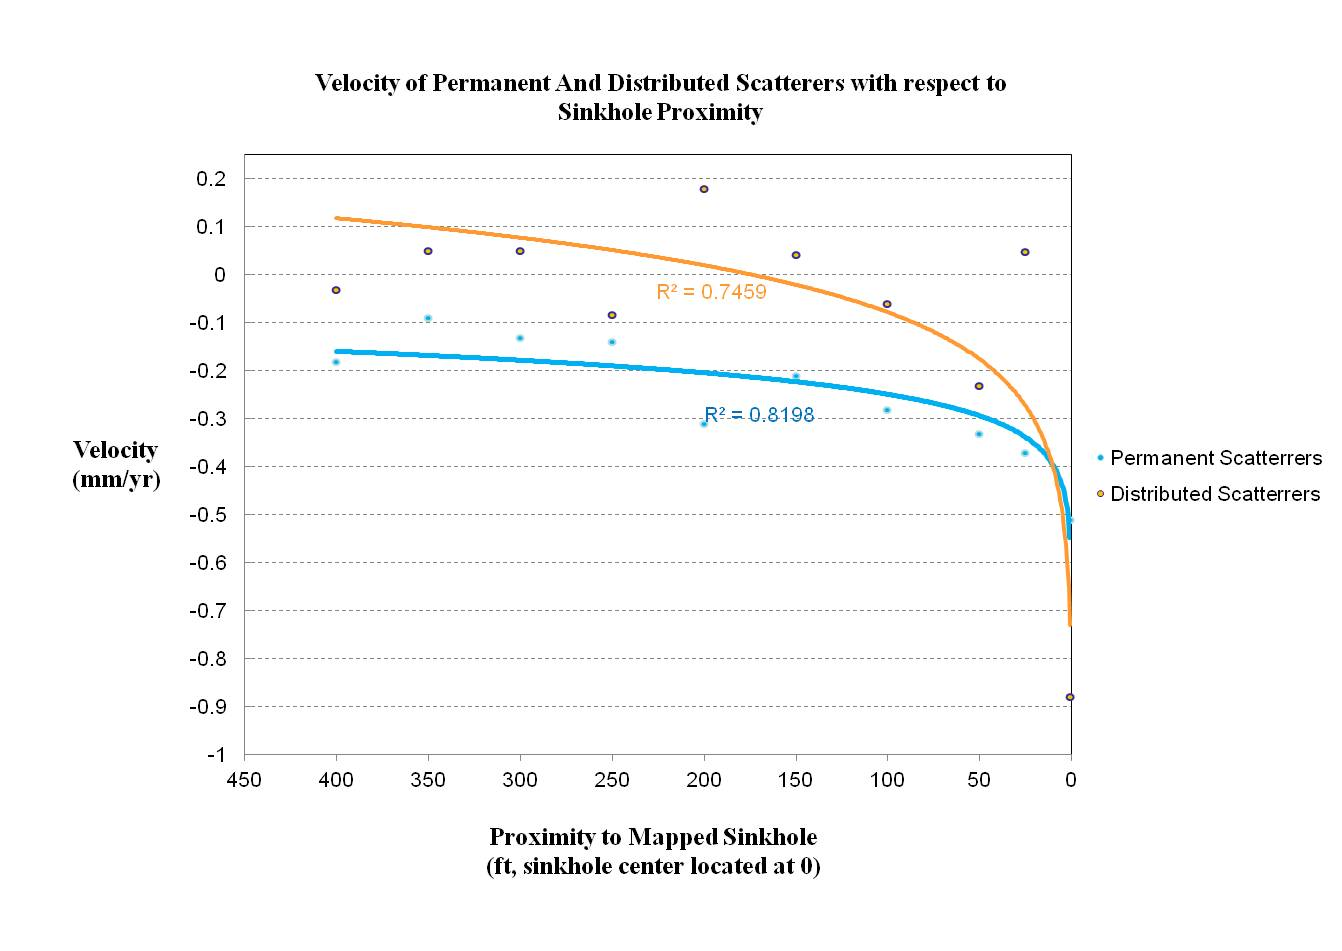 Velocity of Permanent And Distributed Scatterers with respect to
Sinkhole Proximity
0.2
0.1
0
-0.1
-0.2
-0.3
-0.4
-0.5
-0.6
-0.7
-0.8
-0.9
-1
Velocity
(mm/yr)
R² = 0.7459
R² = 0.8198
Permanent Scatterrers
Distributed Scatterrers
450 400 350 300 250 200 150 100 50 0
Proximity to Mapped Sinkhole
(ft, sinkhole center located at 0)